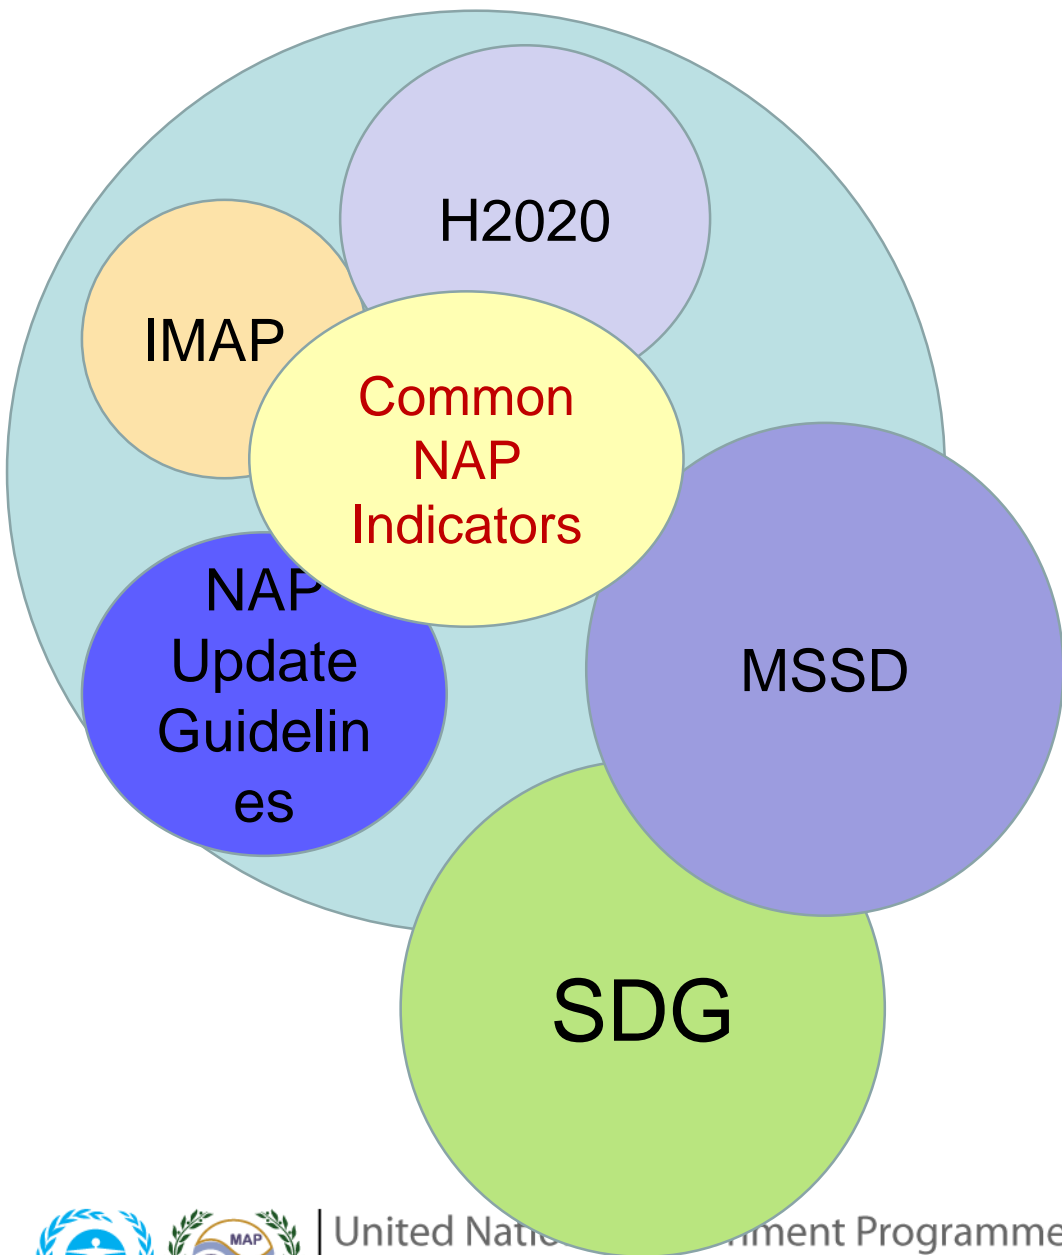 H2020
IMAP
Common
NAP
Indicators
NAP
Update
Guidelin
es
MSSD
SDG
MAP
United Nati nment Programme